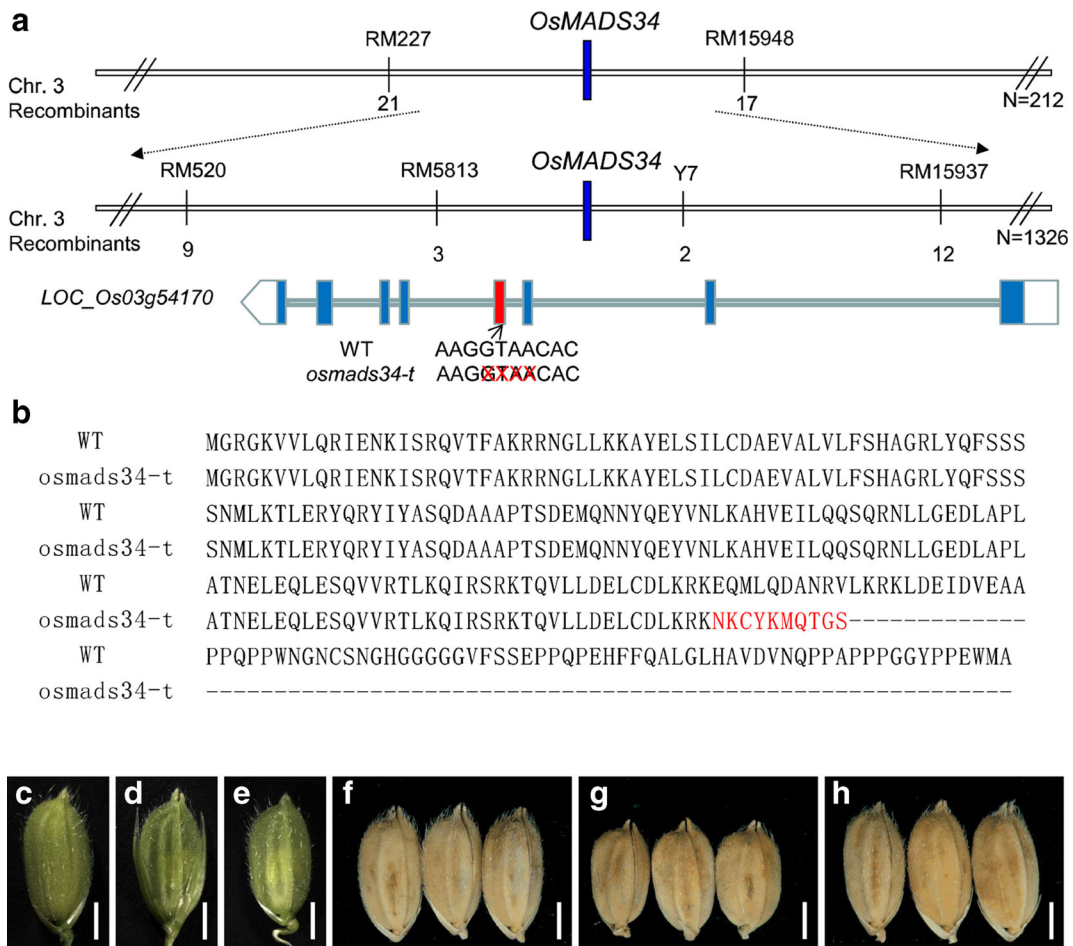 a
OsMADS34
RM227
RM15948
Chr. 3
Recombinants
21
17
N=212
OsMADS34
RM520
RM5813
Y7
RM15937
Chr. 3
Recombinants
9
3
2
12
N=1326
LOC_Os03g54170
WT AAGGTAACAC
osmads34-t AAGGTAACAC
XXXX
b
WT MGRGKVVLQRIENKISRQVTFAKRRNGLLKKAYELSILCDAEVALVLFSHAGRLYQFSSS
osmads34-t MGRGKVVLQRIENKISRQVTFAKRRNGLLKKAYELSILCDAEVALVLFSHAGRLYQFSSS
WT SNMLKTLERYQRYIYASQDAAAPTSDEMQNNYQEYVNLKAHVEILQQSQRNLLGEDLAPL
osmads34-t SNMLKTLERYQRYIYASQDAAAPTSDEMQNNYQEYVNLKAHVEILQQSQRNLLGEDLAPL
WT ATNELEQLESQVVRTLKQIRSRKTQVLLDELCDLKRKEQMLQDANRVLKRKLDEIDVEAA
osmads34-t ATNELEQLESQVVRTLKQIRSRKTQVLLDELCDLKRKNKCYKMQTGS-------------
WT PPQPPWNGNCSNGHGGGGGVFSSEPPQPEHFFQALGLHAVDVNQPPAPPPGGYPPEWMA
osmads34-t -----------------------------------------------------------
c d e f g h